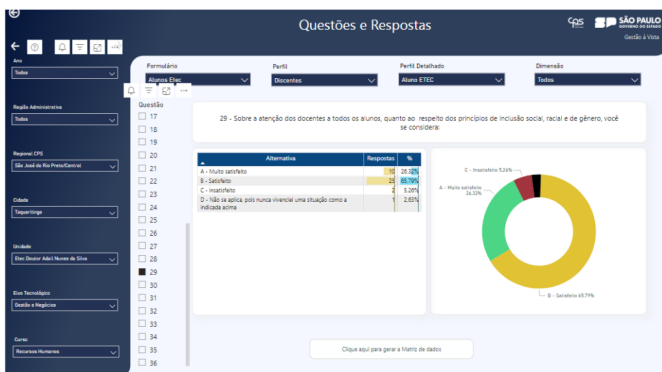 Questões e Respostas
cps
SÃO PAULO
GOVERNO DO ESTADO
Gestão à Vista
Ano
Todos
Região Administrativa
Todos
Regional CPS
São José do Rio Preto/Central
Cidade
Taquaritinga
Unidade
Etec Doutor Adail Nunes da Silva
Eixo Tecnológico
Gestão e Negócios
Curso
Recursos Humanos
Formulário
Alunos Etec
Perfil
Discentes
Perfil Detalhado
Aluno ETEC
Dimensão
Todos
Questão
17
18
19
20
21
22
23
24
25
26
27
28
29
30
31
32
33
34
35
36
29 - Sobre a atenção dos docentes a todos os alunos, quanto ao respeito dos princípios de inclusão social, racial e de gênero, você
se considera:
Alternativa Respostas %
A - Muito satisfeito 10 26,32%
B - Satisfeito 25 65,79%
C - Insatisfeito 2 5,26%
D - Não se aplica, pois nunca vivenciei uma situação como a 1 2,63%
indicada acima
C - Insatisfeito 5,26%
A - Muito satisfeito
26,32%
B - Satisfeito 65,79%
Clique aqui para gerar a Matriz de dados